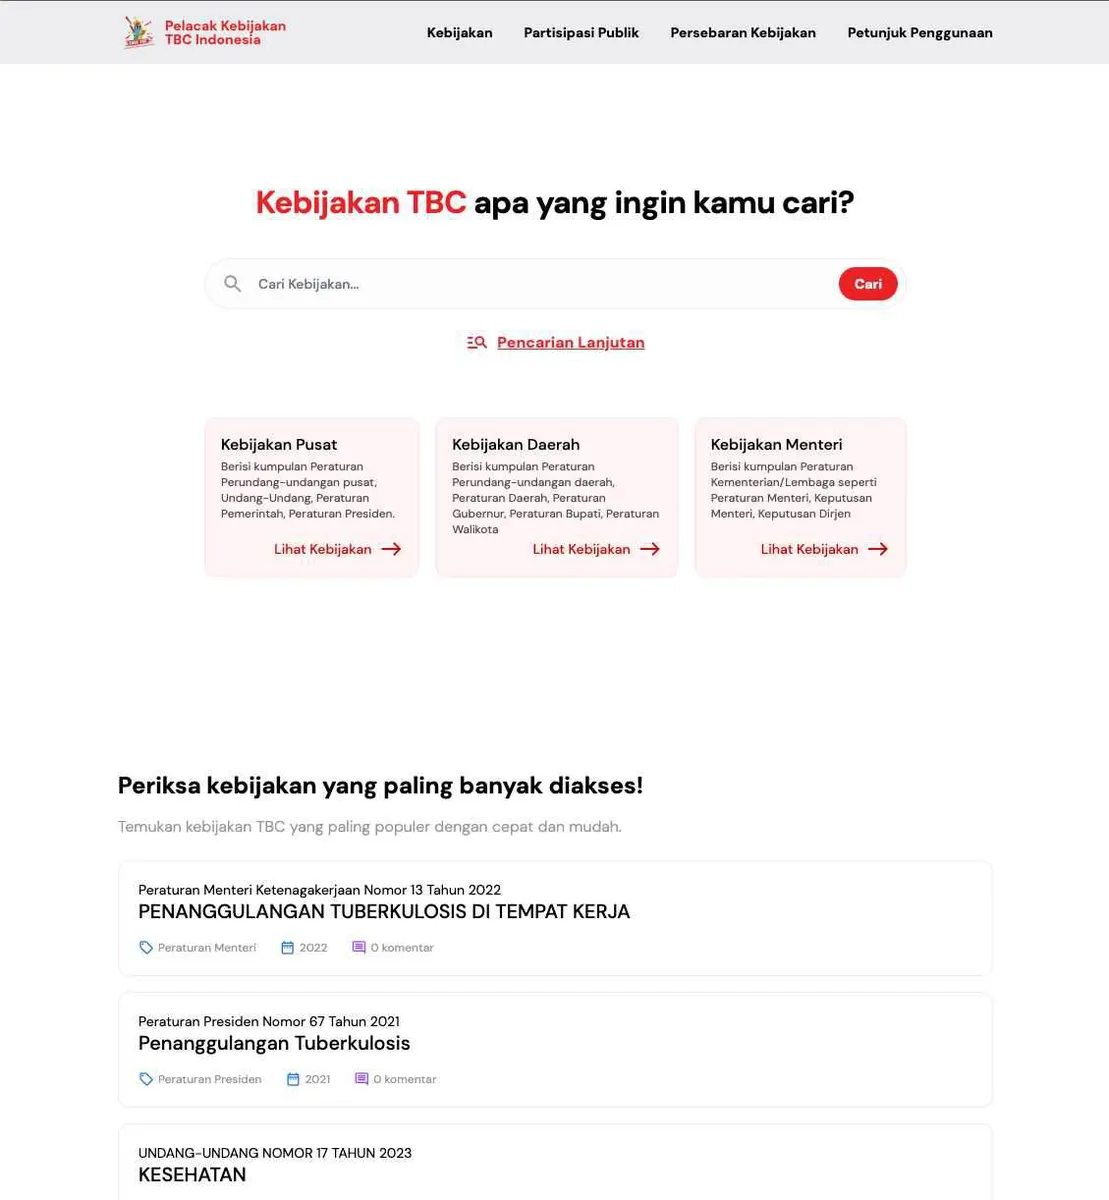 Pelacak Kebijakan
TBC Indonesia
Kebijakan
Partisipasi Publik
Persebaran Kebijakan
Petunjuk Penggunaan
Kebijakan TBC apa yang ingin kamu cari?
Cari Kebijakan...
Cari
Pencarian Lanjutan
Kebijakan Pusat
Berisi kumpulan Peraturan
Perundang-undangan pusat,
Undang-Undang, Peraturan
Pemerintah, Peraturan Presiden.
Lihat Kebijakan
Kebijakan Daerah
Berisi kumpulan Peraturan
Perundang-undangan daerah,
Peraturan Daerah, Peraturan
Gubernur, Peraturan Bupati, Peraturan
Walikota
Lihat Kebijakan
Kebijakan Menteri
Berisi kumpulan Peraturan
Kementerian/Lembaga seperti
Peraturan Menteri, Keputusan
Menteri, Keputusan Dirjen
Lihat Kebijakan
Periksa kebijakan yang paling banyak diakses!
Temukan kebijakan TBC yang paling populer dengan cepat dan mudah.
Peraturan Menteri Ketenagakerjaan Nomor 13 Tahun 2022
PENANGGULANGAN TUBERKULOSIS DI TEMPAT KERJA
Peraturan Menteri 2022 0 komentar
Peraturan Presiden Nomor 67 Tahun 2021
Penanggulangan Tuberkulosis
Peraturan Presiden 2021 0 komentar
UNDANG-UNDANG NOMOR 17 TAHUN 2023
KESEHATAN